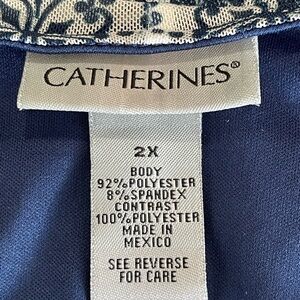 CATHERINES®
2X
BODY
92%POLYESTER
8%SPANDEX
CONTRAST
100%POLYESTER
MADE IN
MEXICO
SEE REVERSE
FOR CARE